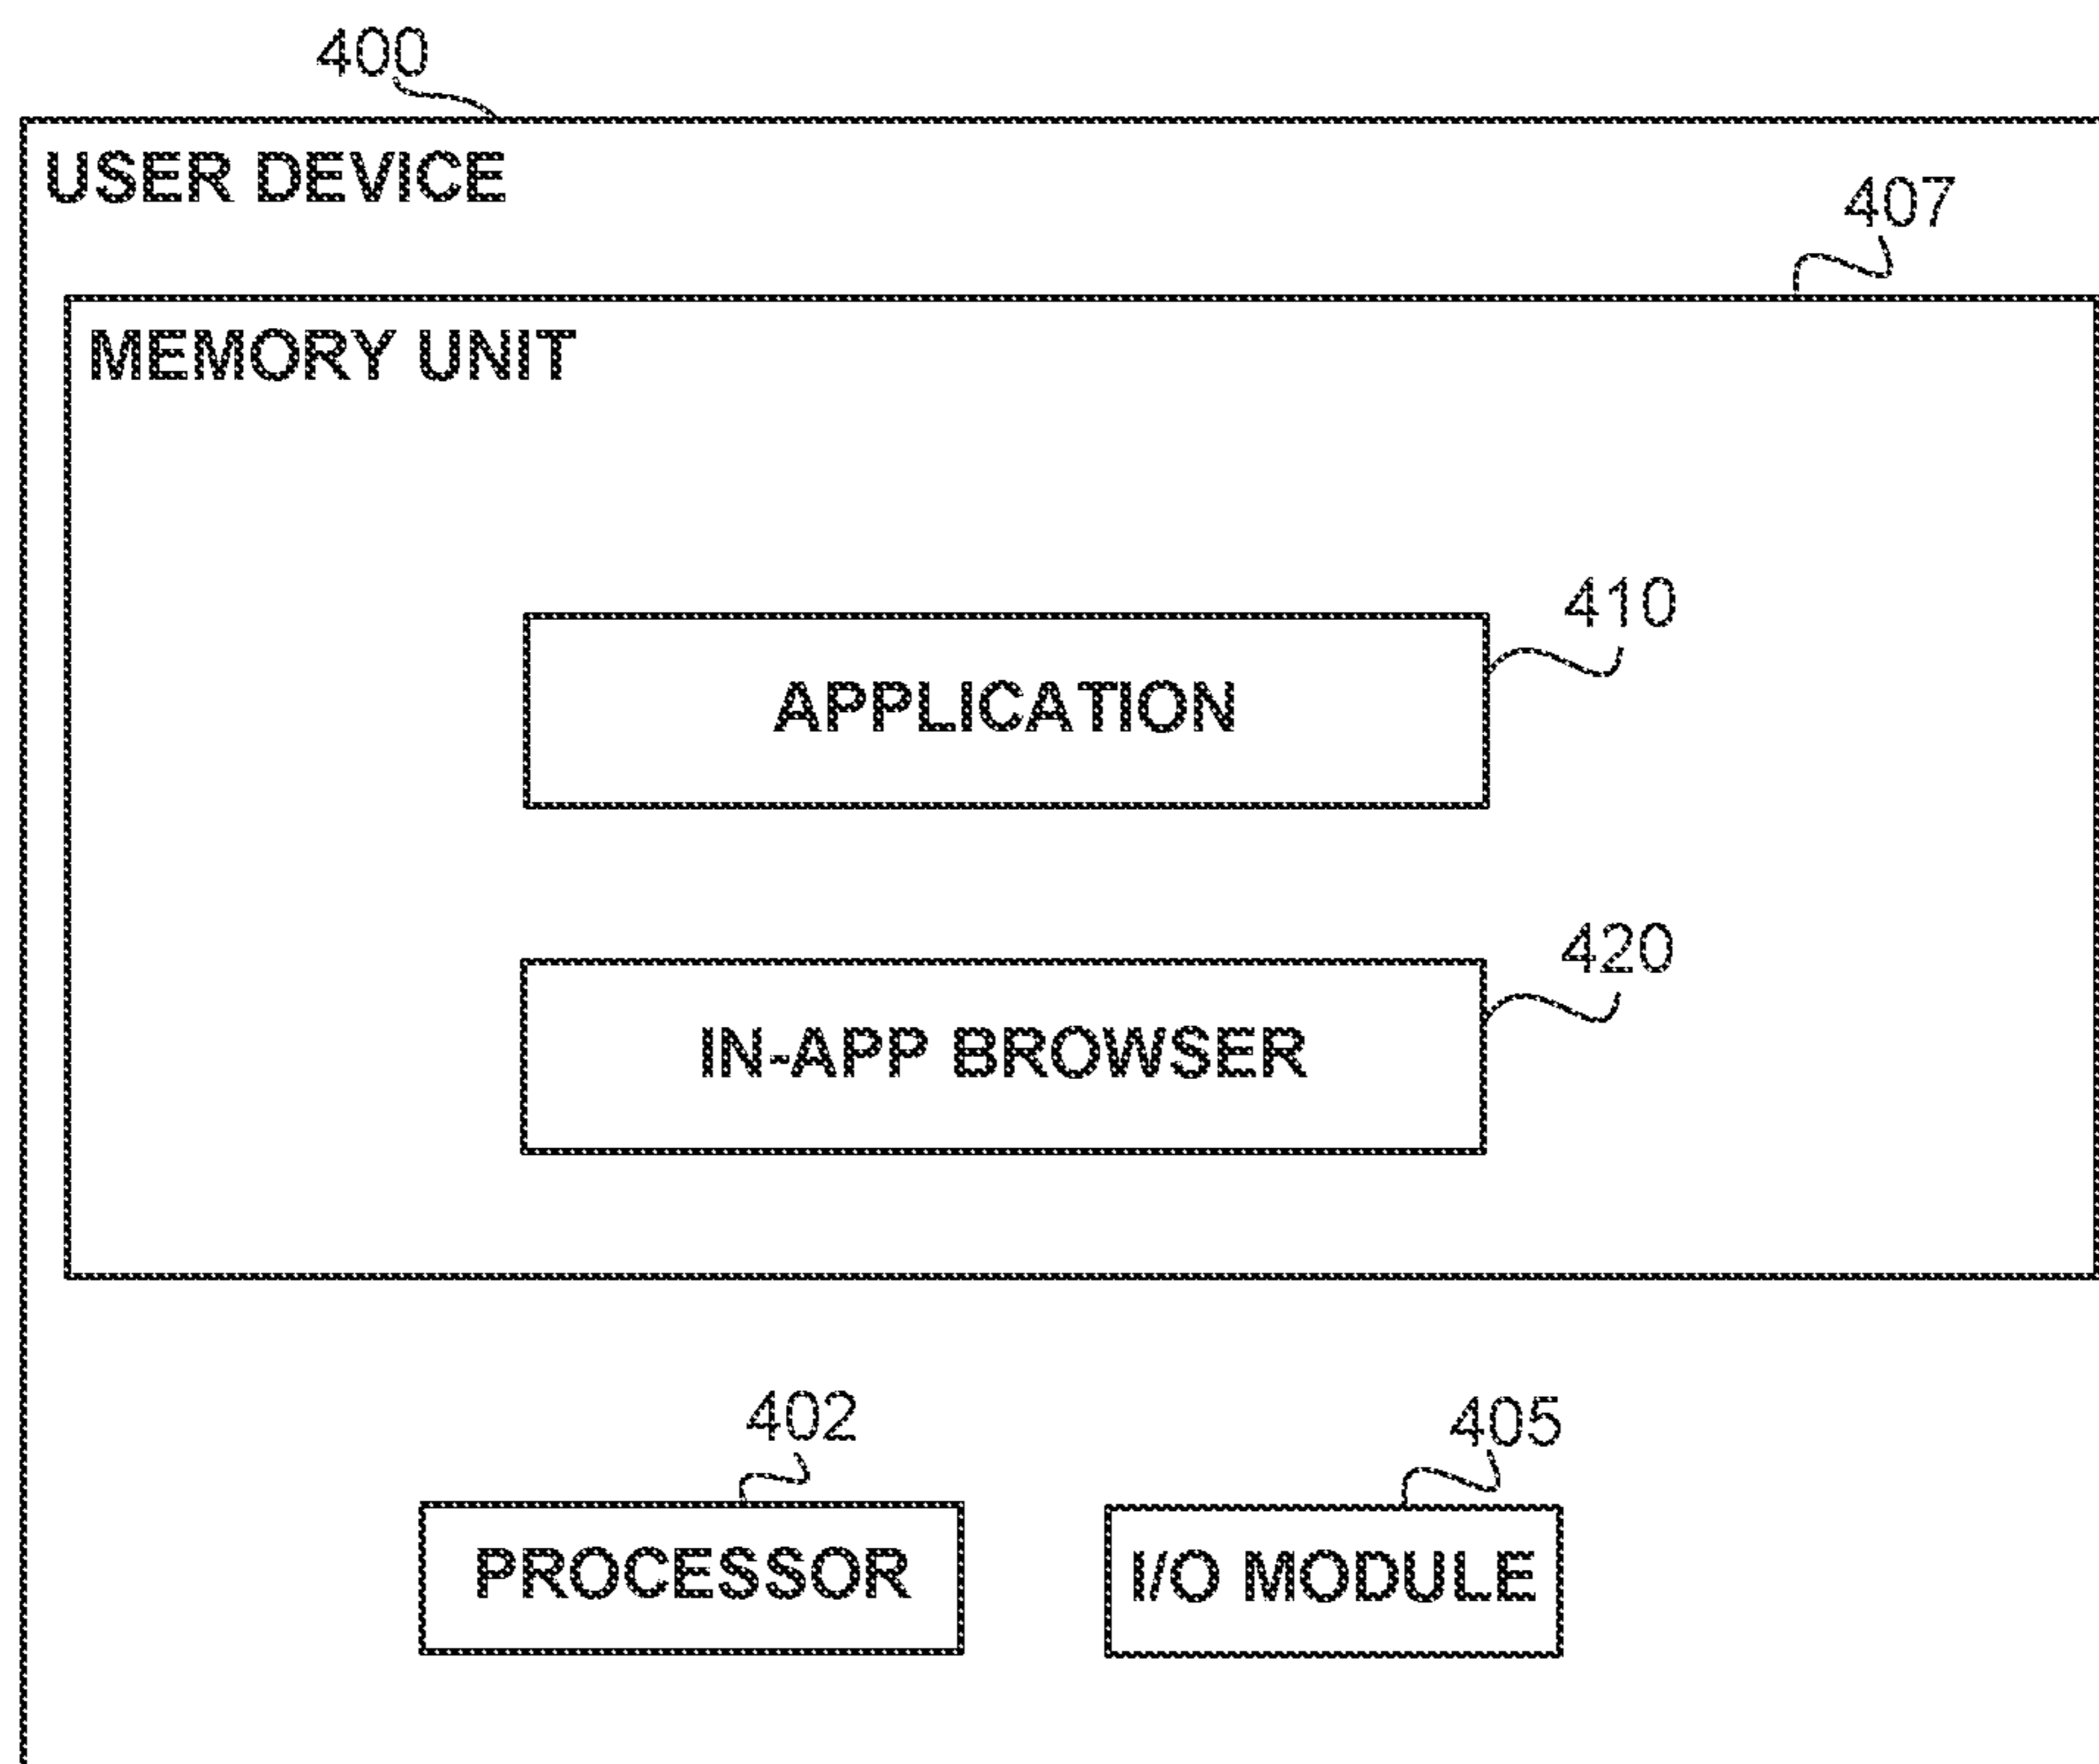 400
USER DEVICE
407
MEMORY UNIT
410
APPLICATION
420
IN-APP BROWSER
402
405
PROCESSOR
I/O MODULE